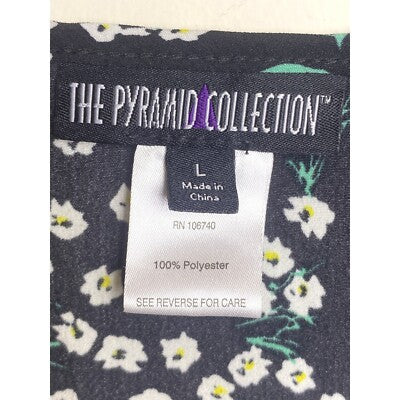 THE PYRAMID COLLECTION™
L
Made in
China
RN 106740
100% Polyester
SEE REVERSE FOR CARE